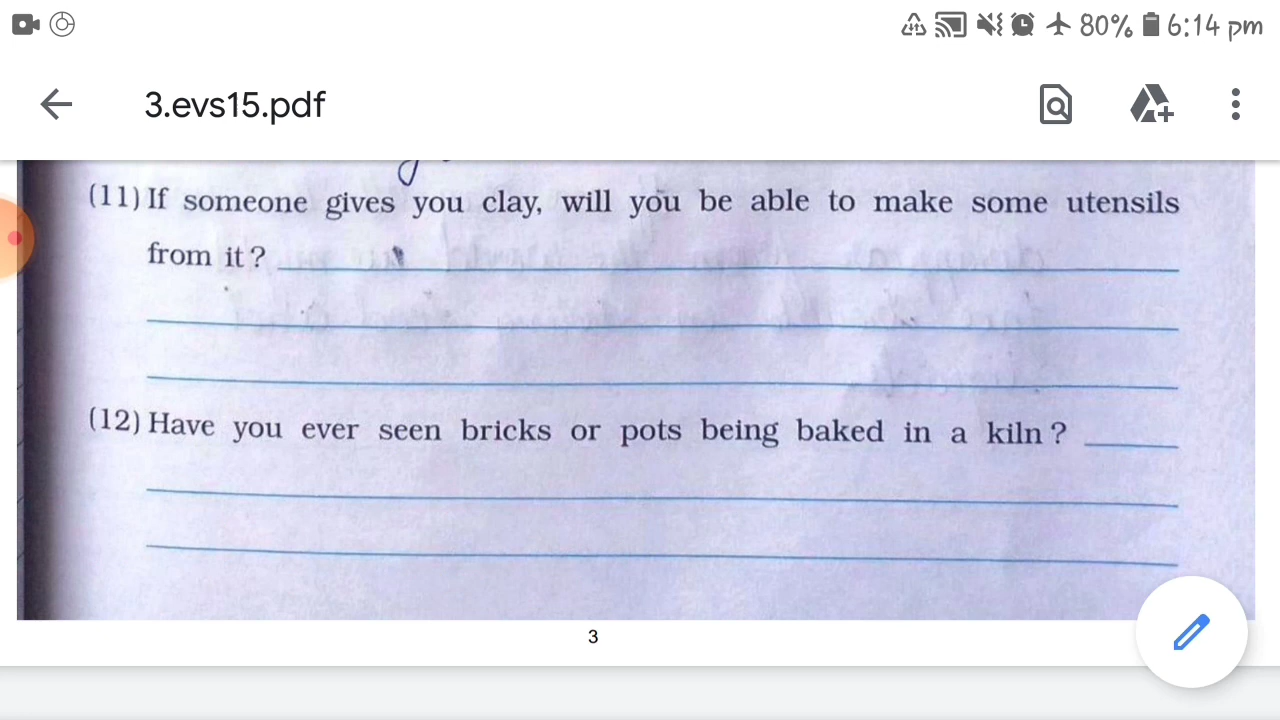 80% 6:14 pm
3.evs15.pdf
(11) If someone gives you clay, will you be able to make some utensils
from it ?
(12) Have you ever seen bricks or pots being baked in a kiln ?
3